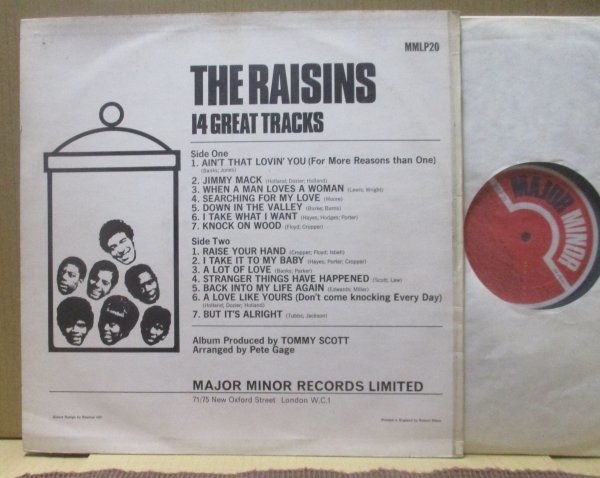 MMLP20
THE RAISINS
14 GREAT TRACKS
Side One
1. AIN'T THAT LOVIN' YOU (For More Reasons than One)
(Banks; Jones)
2. JIMMY MACK (Holland; Dozier; Holland)
3. WHEN A MAN LOVES A WOMAN (Lewis; Wright)
4. SEARCHING FOR MY LOVE (Moore)
5. DOWN IN THE VALLEY (Burke; Berns)
6. I TAKE WHAT I WANT (Hayes; Hodges; Porter)
7. KNOCK ON WOOD (Floyd; Cropper)
Side Two
1. RAISE YOUR HAND (Cropper; Floyd; Isbell)
2. I TAKE IT TO MY BABY (Hayes; Porter; Cropper)
3. A LOT OF LOVE (Banks; Parker)
4. STRANGER THINGS HAVE HAPPENED (Scott; Law)
5. BACK INTO MY LIFE AGAIN (Edwards; Miller)
6. A LOVE LIKE YOURS (Don't come knocking Every Day)
(Holland; Dozier; Holland)
7. BUT IT'S ALRIGHT (Tubbs; Jackson)
Album Produced by TOMMY SCOTT
Arranged by Pete Gage
MAJOR MINOR RECORDS LIMITED
71/75 New Oxford Street London W.C.1
MAJOR MINOR